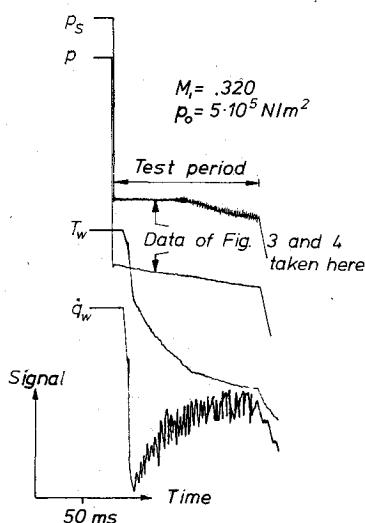 p_S
p
M_1 = .320
p_o = 5·10^5 N/m^2
Test period
T_w
Data of Fig. 3 and 4
taken here
q̇_w
Signal
Time
50 ms